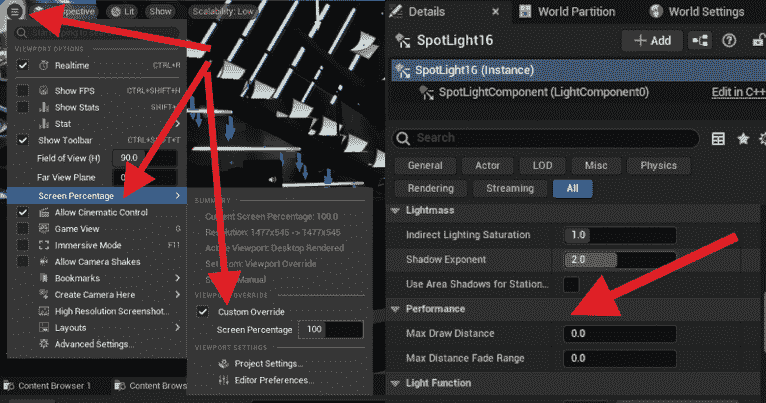 Perspective
Lit
Show
Scalability: Low
VIEWPORT OPTIONS
Realtime CTRL+R
Show FPS CTRL+SHIFT+H
Show Stats SHIFT+
Stat
Show Toolbar CTRL+SHIFT+T
Field of View (H) 90.0
Far View Plane
Screen Percentage
Allow Cinematic Control
Game View G
Immersive Mode F11
Allow Camera Shakes
Bookmarks
Create Camera Here
High Resolution Screenshot...
Layouts
Advanced Settings...
Content Browser 1
Content Brows
SUMMARY
Current Screen Percentage: 100.0
Resolution: 1477x545 -> 1477x545
Active Viewport: Desktop Rendered
Viewport Override
Manual
VIEWPORT OVERRIDE
Custom Override
Screen Percentage 100
VIEWPORT SETTINGS
Project Settings...
Editor Preferences...
Details
World Partition
World Settings
SpotLight16
+ Add
SpotLight16 (Instance)
SpotLightComponent (LightComponent0)
Edit in C++
Search
General
Actor
LOD
Misc
Physics
Rendering
Streaming
All
Lightmass
Indirect Lighting Saturation 1.0
Shadow Exponent 2.0
Use Area Shadows for Station...
Performance
Max Draw Distance 0.0
Max Distance Fade Range 0.0
Light Function